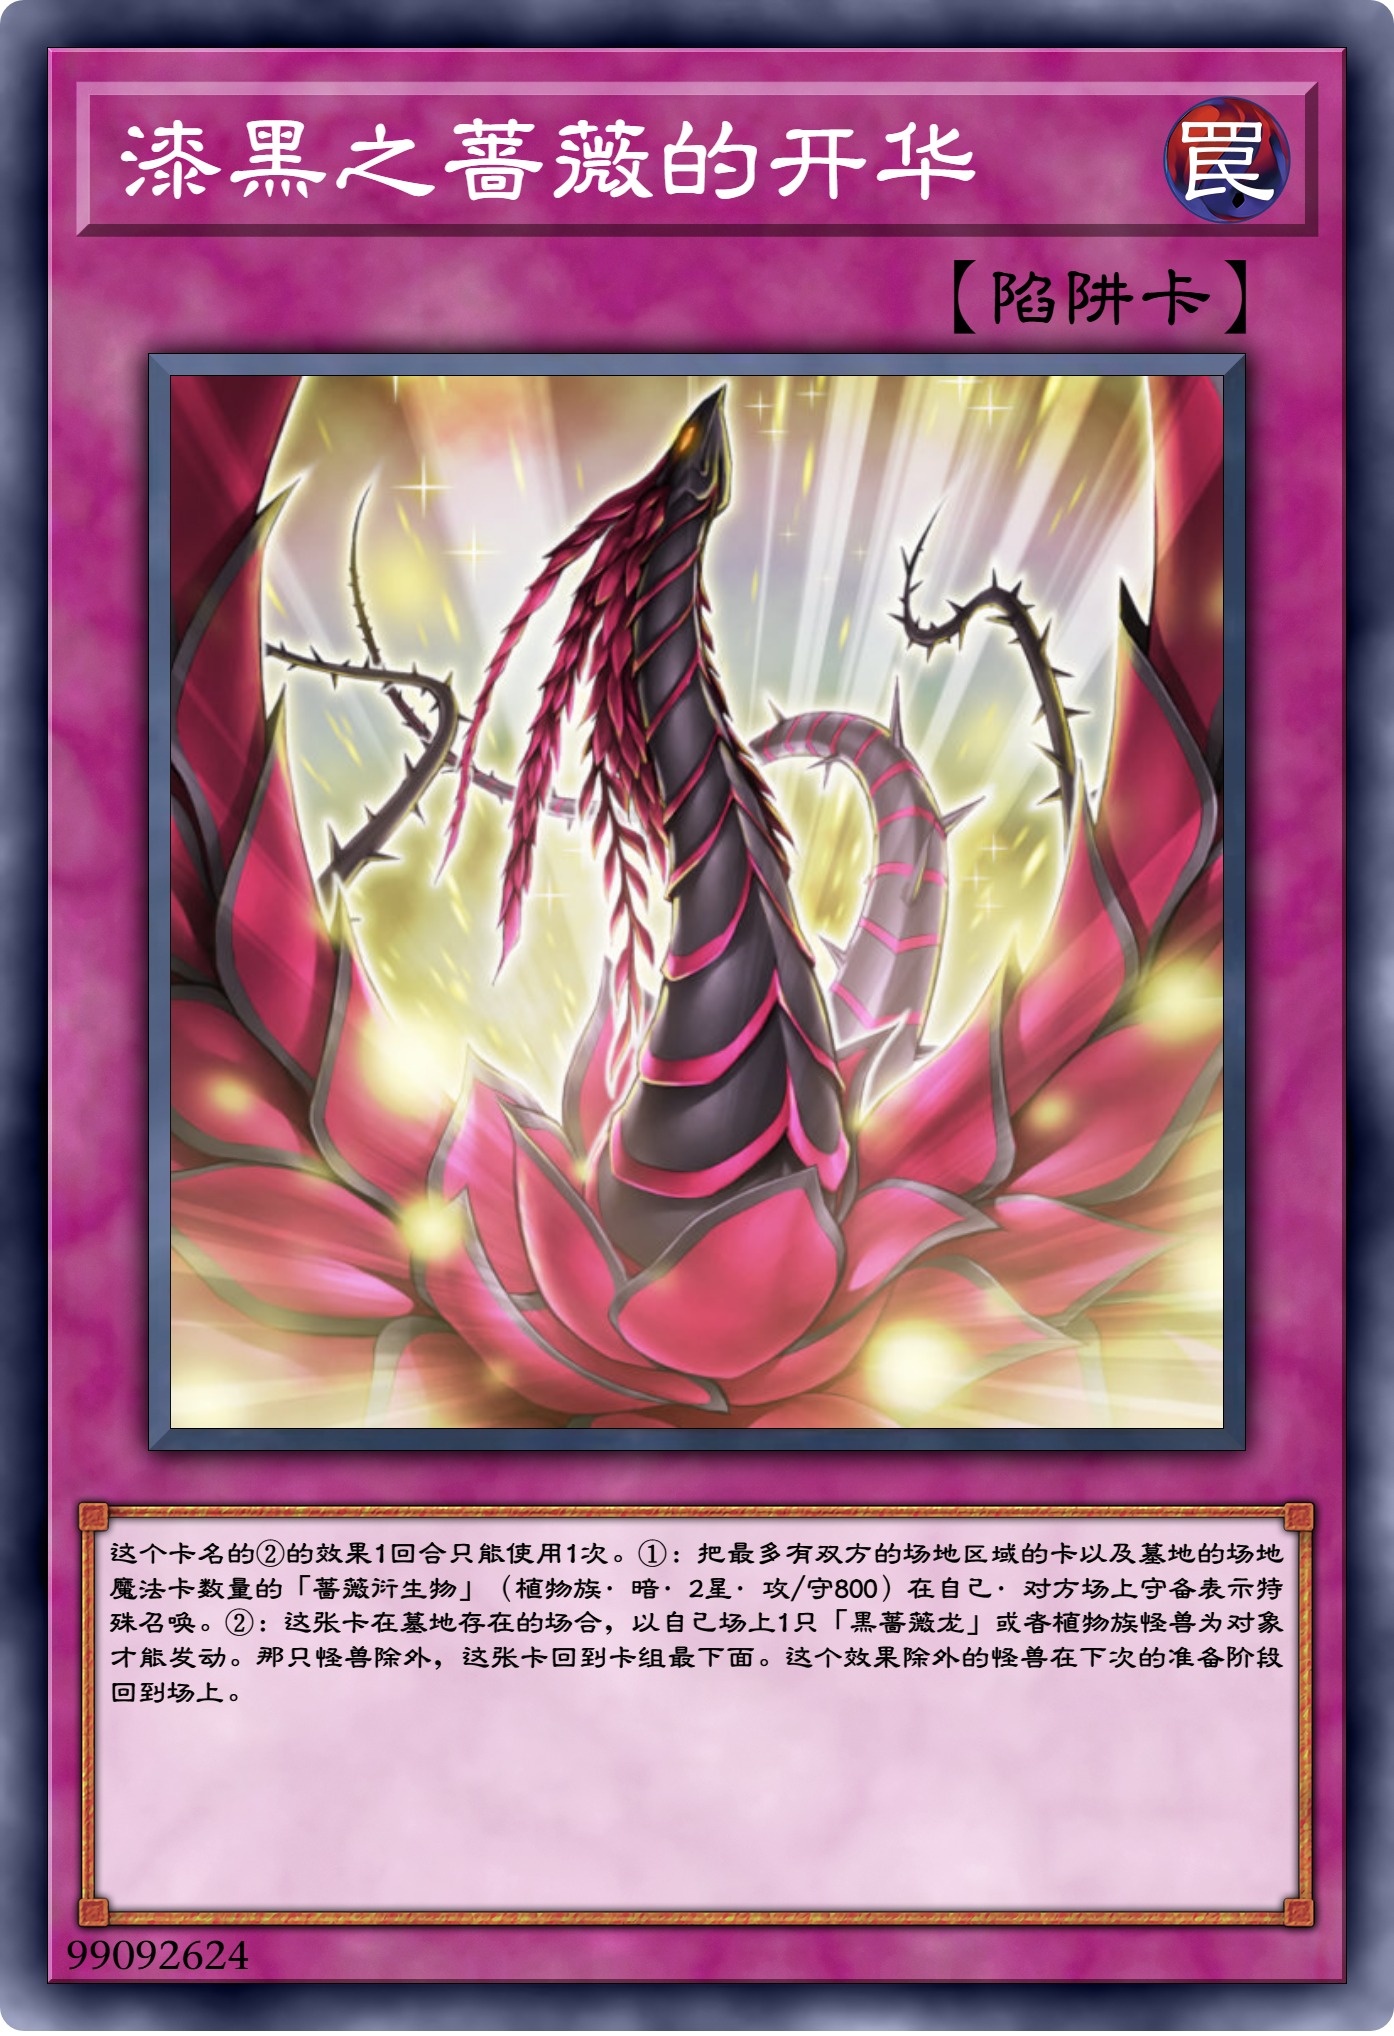 漆黑之蔷薇的开华
罠
【陷阱卡】
这个卡名的②的效果1回合只能使用1次。①：把最多有双方的场地区域的卡以及墓地的场地
魔法卡数量的「蔷薇衍生物」（植物族·暗·2星·攻/守800）在自己·对方场上守备表示特
殊召唤。②：这张卡在墓地存在的场合，以自己场上1只「黑蔷薇龙」或者植物族怪兽为对象
才能发动。那只怪兽除外，这张卡回到卡组最下面。这个效果除外的怪兽在下次的准备阶段
回到场上。
99092624